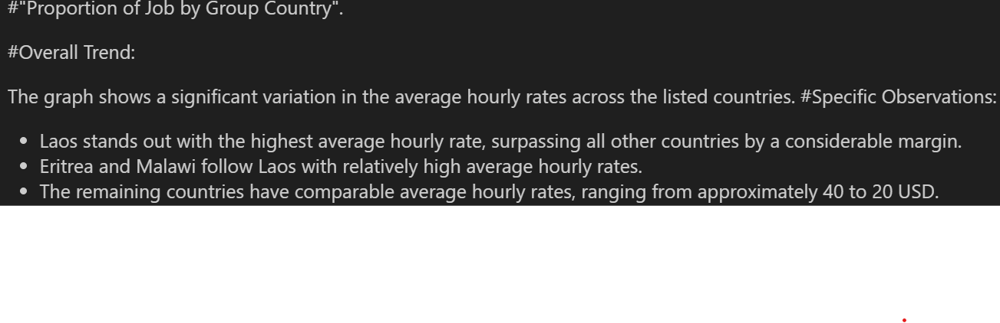 #"Proportion of Job by Group Country".
#Overall Trend:
The graph shows a significant variation in the average hourly rates across the listed countries. #Specific Observations:
• Laos stands out with the highest average hourly rate, surpassing all other countries by a considerable margin.
• Eritrea and Malawi follow Laos with relatively high average hourly rates.
• The remaining countries have comparable average hourly rates, ranging from approximately 40 to 20 USD.